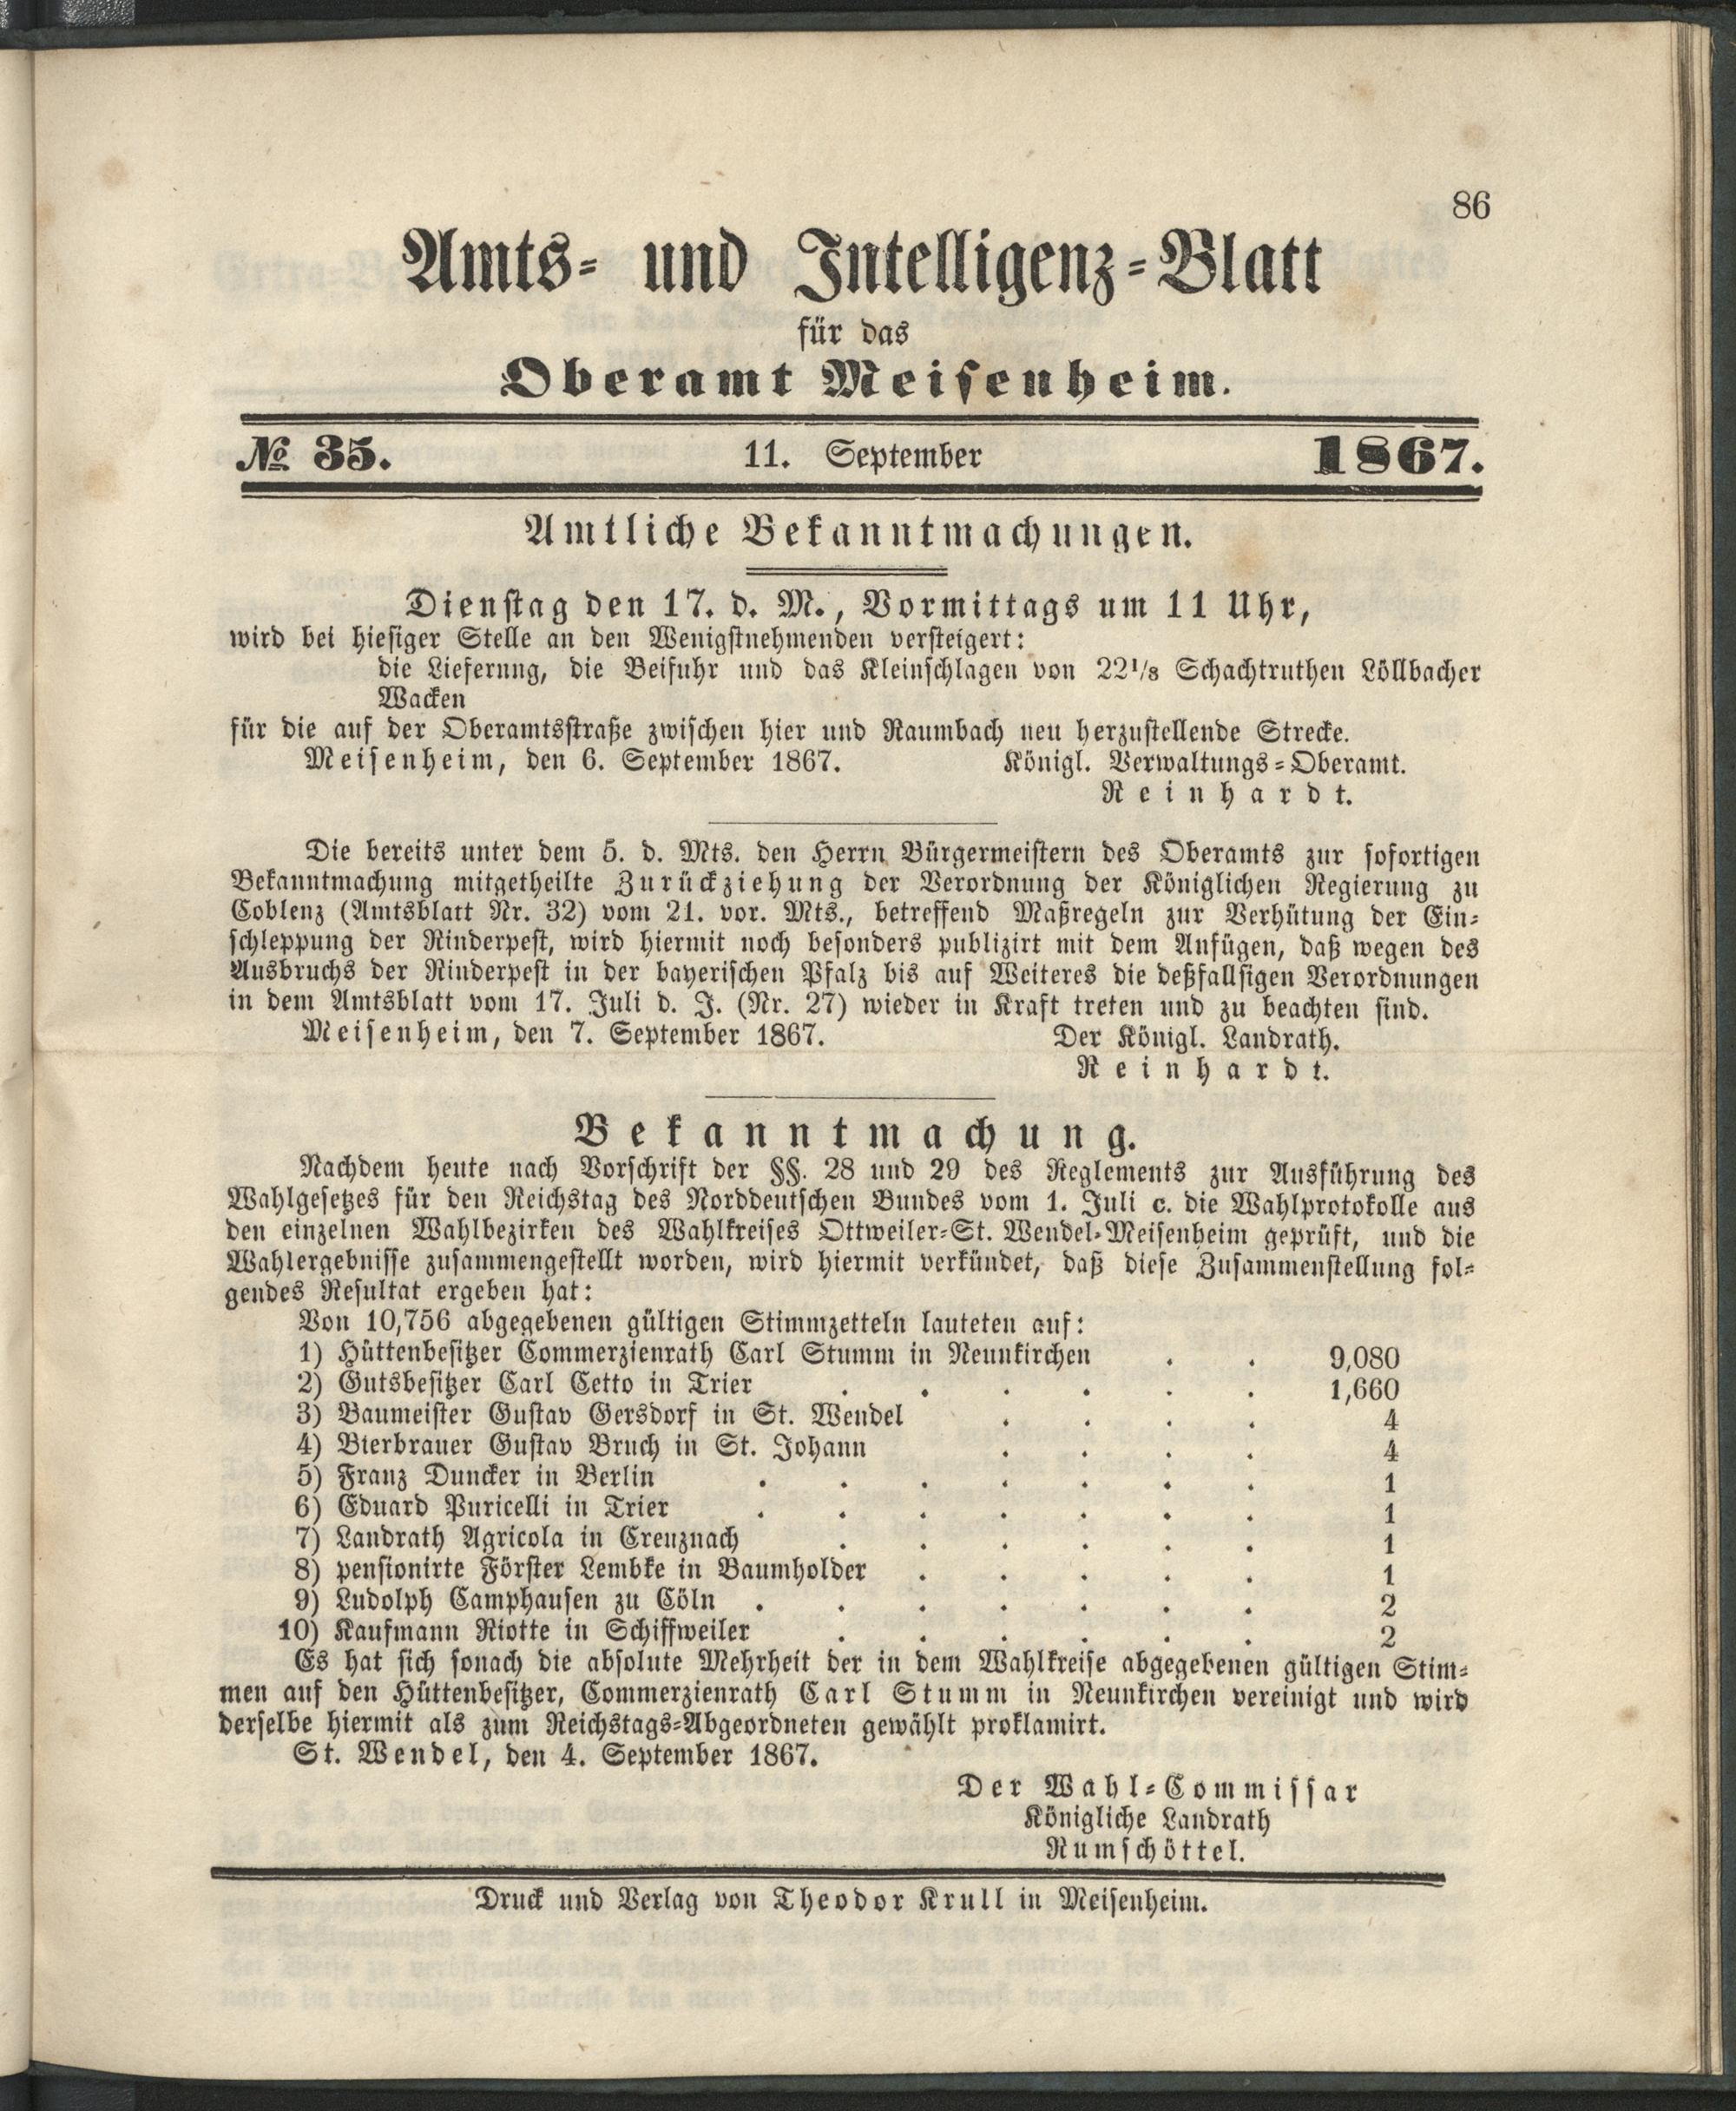 86
Amts- und Intelligenz-Blatt
für das
Oberamt Meisenheim.
№ 35. 11. September 1867.
Amtliche Bekanntmachungen.
Dienstag den 17. d. M., Vormittags um 11 Uhr,
wird bei hiesiger Stelle an den Wenigstnehmenden versteigert:
die Lieferung, die Beifuhr und das Kleinschlagen von 22 1/8 Schachtruthen Löllbacher
Wacken
für die auf der Oberamtsstraße zwischen hier und Raumbach neu herzustellende Strecke.
Meisenheim, den 6. September 1867. Königl. Verwaltungs-Oberamt.
Reinhardt.
Die bereits unter dem 5. d. Mts. den Herrn Bürgermeistern des Oberamts zur sofortigen
Bekanntmachung mitgetheilte Zurückziehung der Verordnung der Königlichen Regierung zu
Coblenz (Amtsblatt Nr. 32) vom 21. vor. Mts., betreffend Maßregeln zur Verhütung der Ein-
schleppung der Rinderpest, wird hiermit noch besonders publizirt mit dem Anfügen, daß wegen des
Ausbruchs der Rinderpest in der bayerischen Pfalz bis auf Weiteres die deßfallsigen Verordnungen
in dem Amtsblatt vom 17. Juli d. J. (Nr. 27) wieder in Kraft treten und zu beachten sind.
Meisenheim, den 7. September 1867. Der Königl. Landrath.
Reinhardt.
Bekanntmachung.
Nachdem heute nach Vorschrift der §§. 28 und 29 des Reglements zur Ausführung des
Wahlgesetzes für den Reichstag des Norddeutschen Bundes vom 1. Juli c. die Wahlprotokolle aus
den einzelnen Wahlbezirken des Wahlkreises Ottweiler-St. Wendel-Meisenheim geprüft, und die
Wahlergebnisse zusammengestellt worden, wird hiermit verkündet, daß diese Zusammenstellung fol-
gendes Resultat ergeben hat:
Von 10,756 abgegebenen gültigen Stimmzetteln lauteten auf:
1) Hüttenbesitzer Commerzienrath Carl Stumm in Neunkirchen . . 9,080
2) Gutsbesitzer Carl Cetto in Trier . . . . . . 1,660
3) Baumeister Gustav Gersdorf in St. Wendel . . . . 4
4) Bierbrauer Gustav Bruch in St. Johann . . . . 4
5) Franz Duncker in Berlin . . . . . . . 1
6) Eduard Puricelli in Trier . . . . . . . 1
7) Landrath Agricola in Creuznach . . . . . . 1
8) pensionirte Förster Lembke in Baumholder . . . . . 1
9) Ludolph Camphausen zu Cöln . . . . . . . 2
10) Kaufmann Riotte in Schiffweiler . . . . . . 2
Es hat sich sonach die absolute Mehrheit der in dem Wahlkreise abgegebenen gültigen Stim-
men auf den Hüttenbesitzer, Commerzienrath Carl Stumm in Neunkirchen vereinigt und wird
derselbe hiermit als zum Reichstags-Abgeordneten gewählt proklamirt.
St. Wendel, den 4. September 1867.
Der Wahl-Commissar
Königliche Landrath
Rumschöttel.
Druck und Verlag von Theodor Krull in Meisenheim.